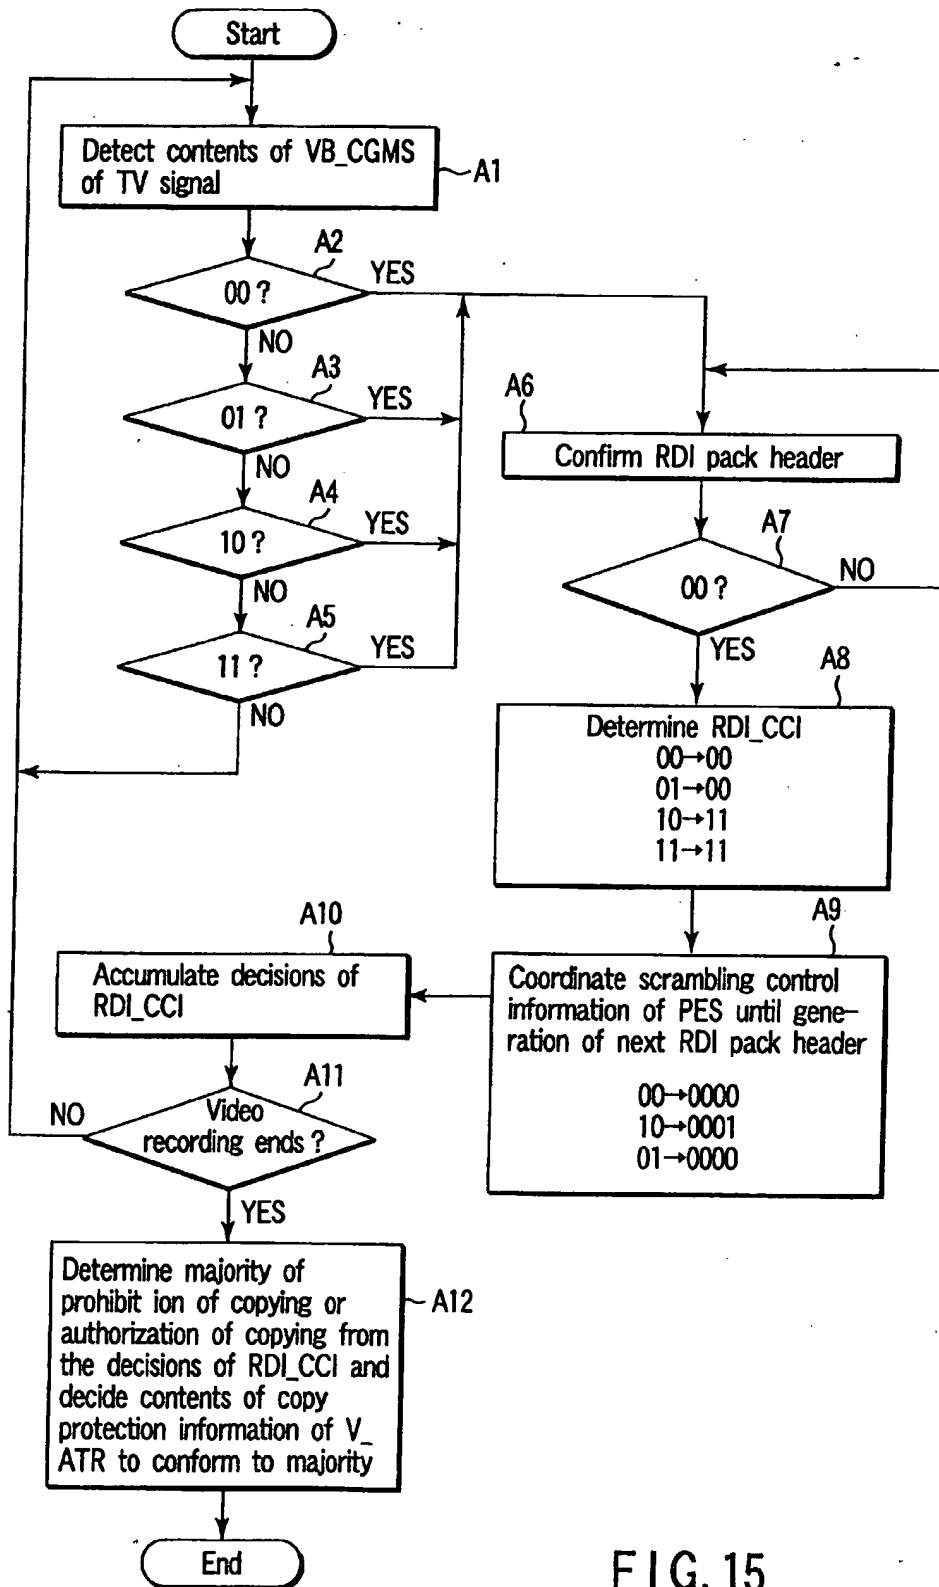 Start
Detect contents of VB_CGMS
of TV signal
A1
A2
00 ?
YES
NO
A3
01 ?
YES
NO
A4
10 ?
YES
NO
A5
11 ?
YES
NO
A6
Confirm RDI pack header
A7
00 ?
NO
YES
A8
Determine RDI_CCI
00→00
01→00
10→11
11→11
A9
Coordinate scrambling control
information of PES until gene-
ration of next RDI pack header
00→0000
10→0001
01→0000
A10
Accumulate decisions of
RDI_CCI
A11
Video
recording ends ?
NO
YES
Determine majority of
prohibit ion of copying or
authorization of copying from
the decisions of RDI_CCI and
decide contents of copy
protection information of V_
ATR to conform to majority
A12
End
FIG. 15